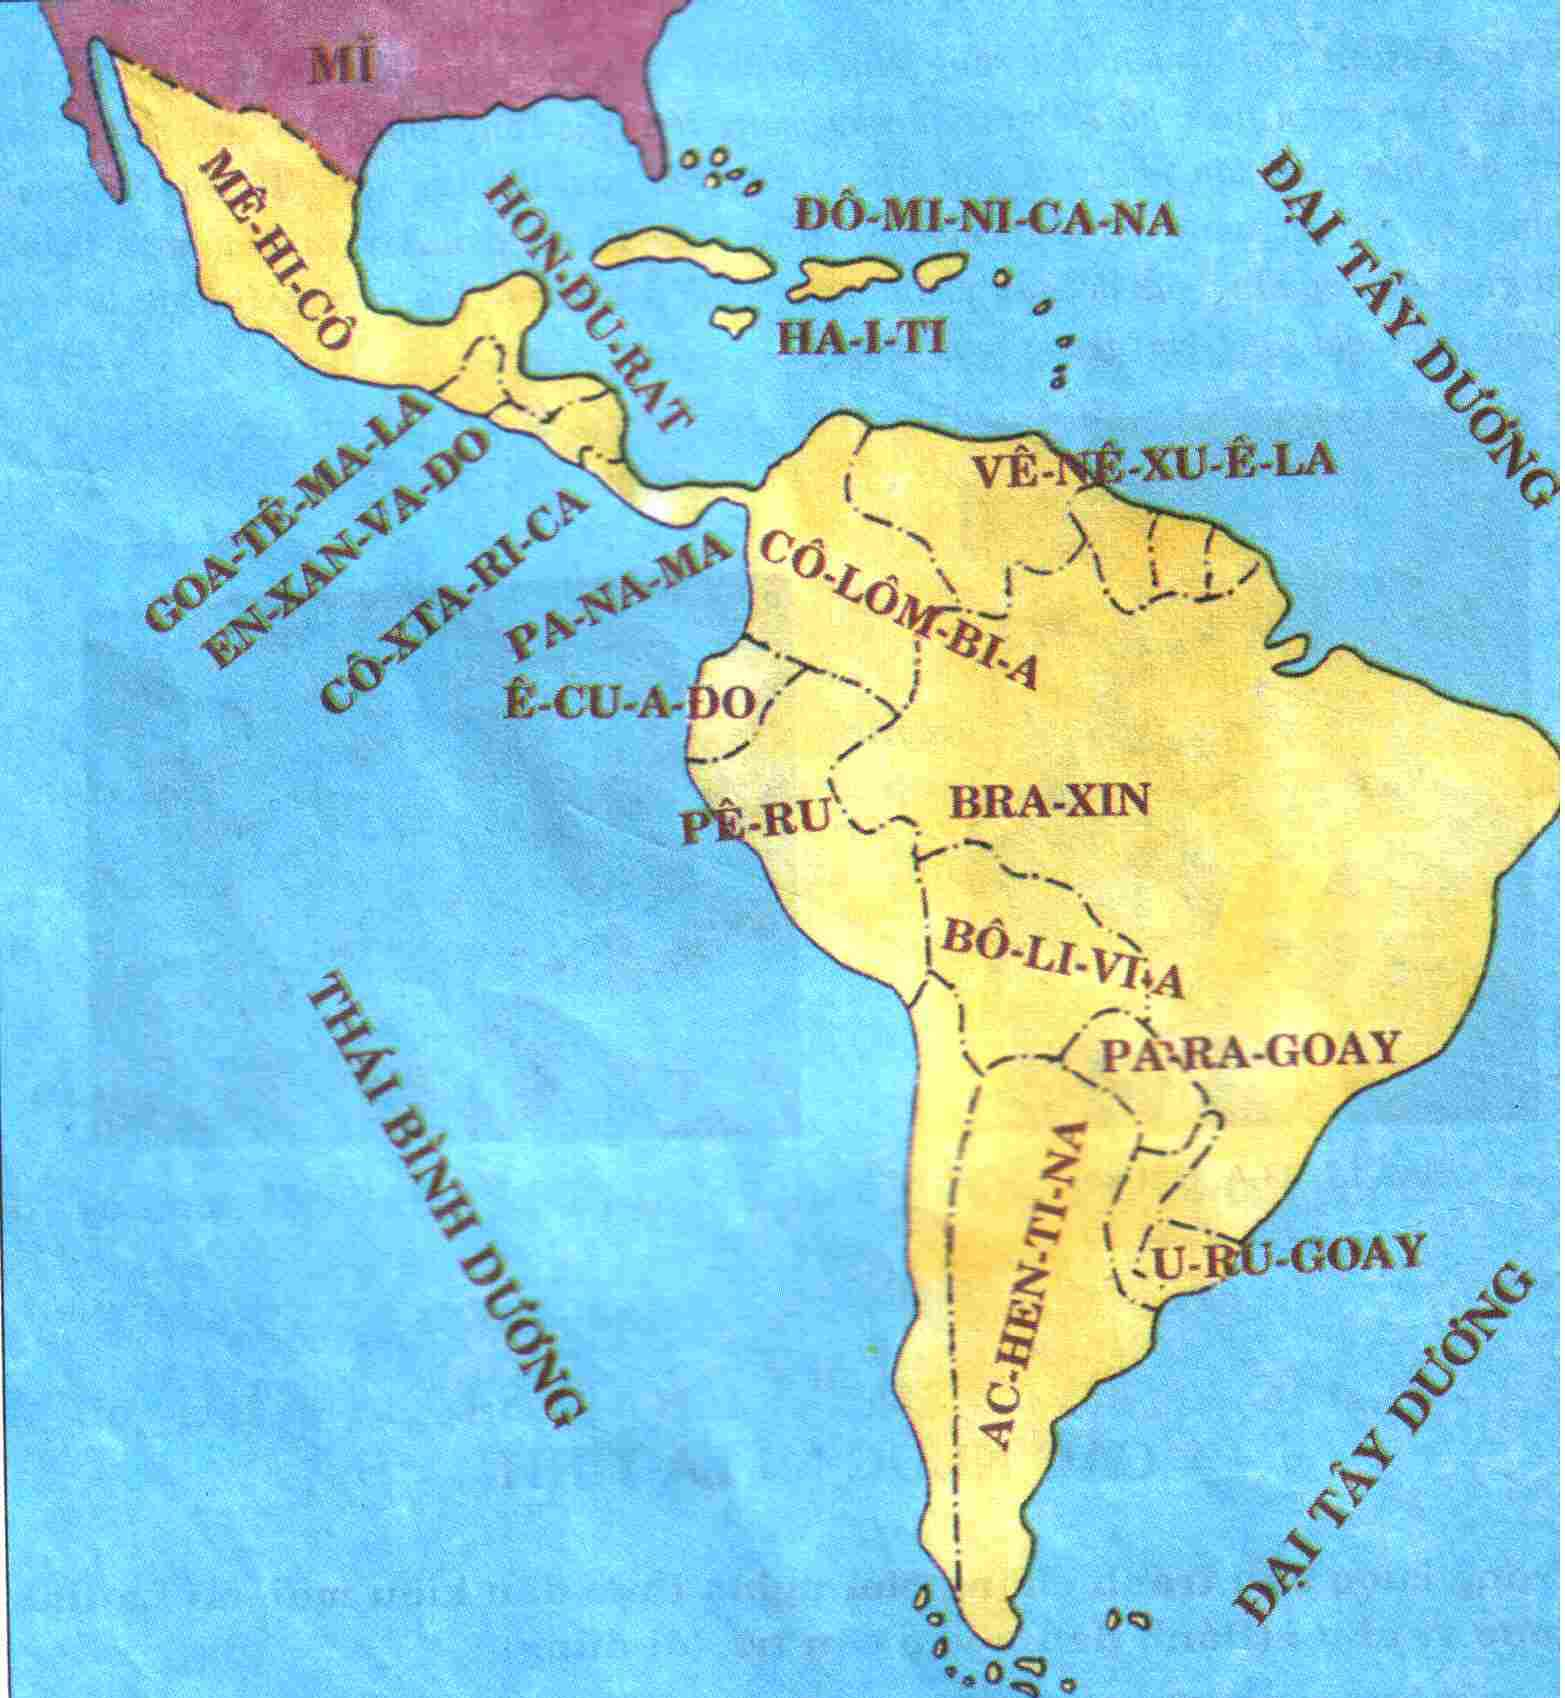 MĨ
MÊ-HI-CÔ
HON-DU-RAT
ĐÔ-MI-NI-CA-NA
HA-I-TI
ĐẠI TÂY DƯƠNG
GOA-TÊ-MA-LA
EN-XAN-VA-DO
CÔ-XTA-RI-CA
PA-NA-MA
VÊ-NÊ-XU-Ê-LA
CÔ-LÔM-BI-A
Ê-CU-A-ĐO
PÊ-RU
BRA-XIN
BÔ-LI-VI-A
PA-RA-GOAY
THÁI BÌNH DƯƠNG
AC-HEN-TI-NA
U-RU-GOAY
ĐẠI TÂY DƯƠNG